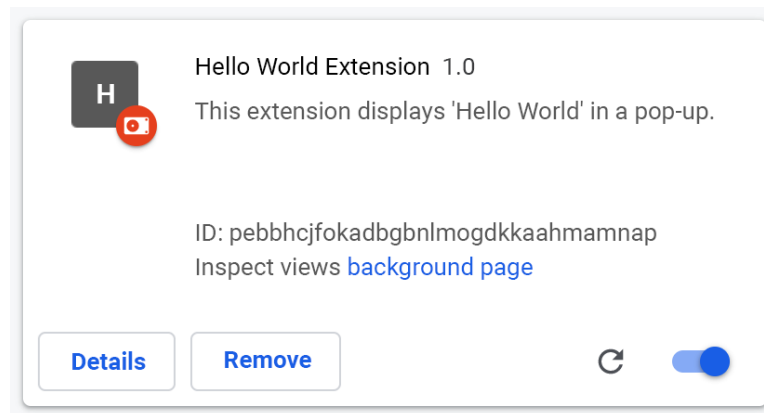 H
Hello World Extension 1.0
This extension displays 'Hello World' in a pop-up.
ID: pebbhcjfokadbgbnlmogdkkaahmamnap
Inspect views background page
Details Remove